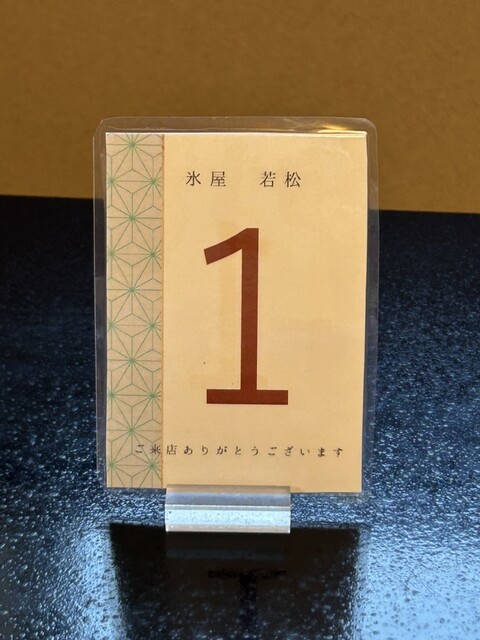 氷屋　若松
1
ご来店ありがとうございます